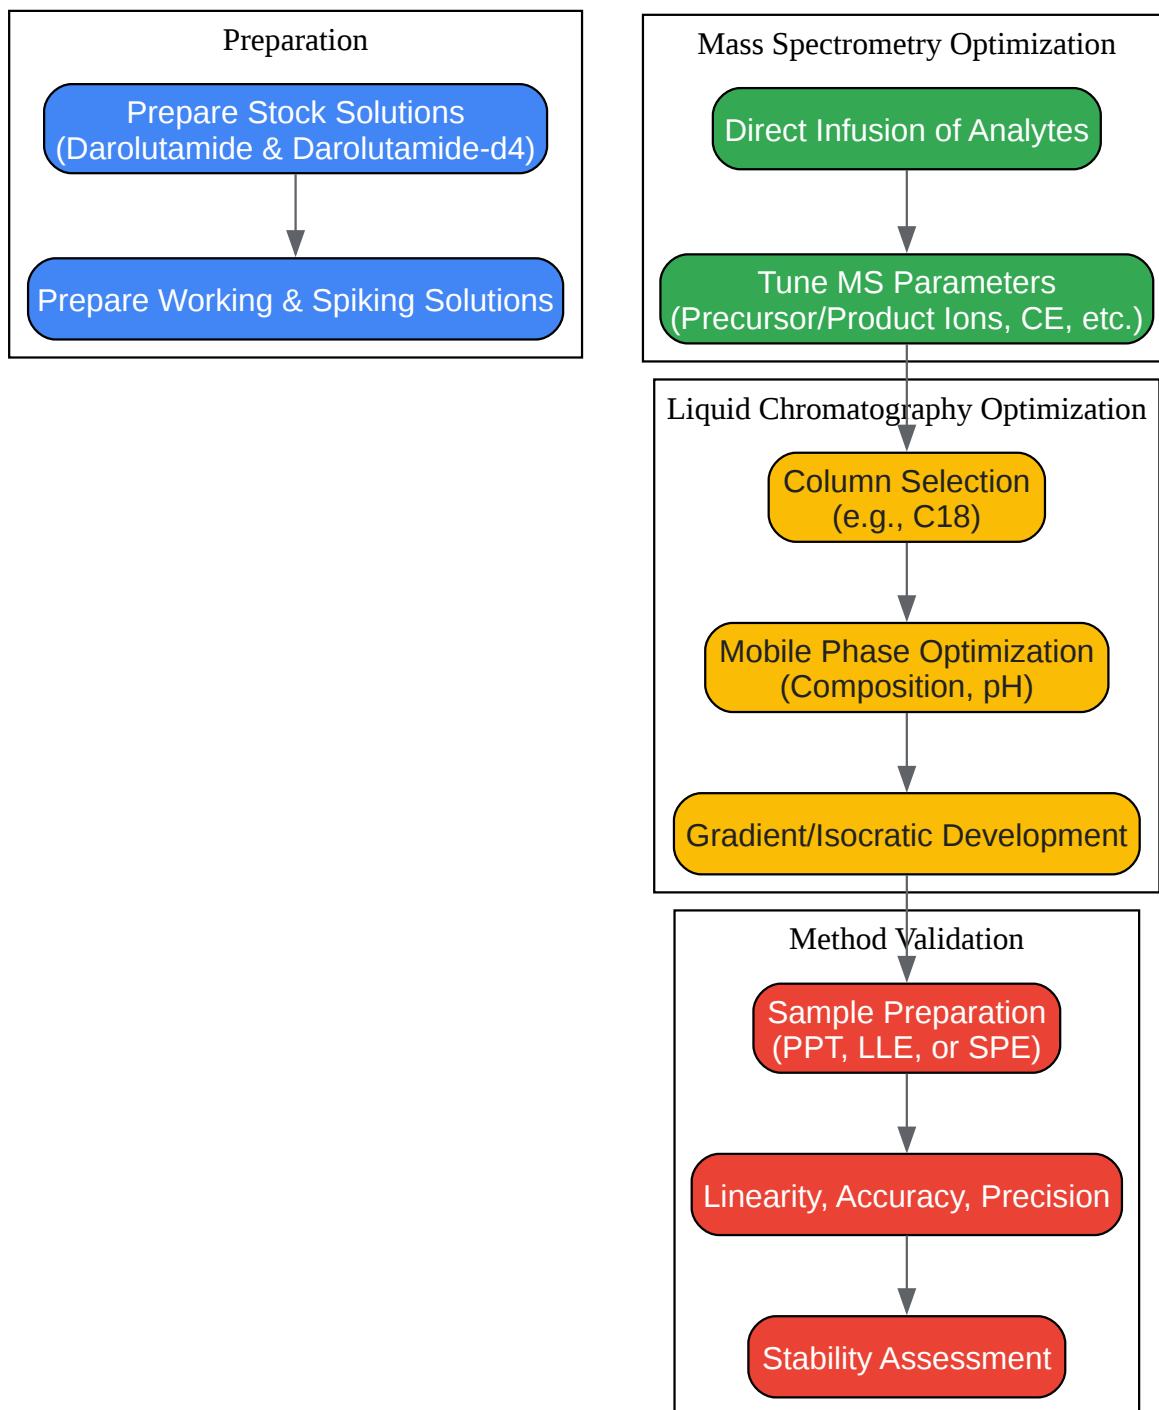 Preparation
Prepare Stock Solutions
(Darolutamide & Darolutamide-d4)
Prepare Working & Spiking Solutions
Mass Spectrometry Optimization
Direct Infusion of Analytes
Tune MS Parameters
(Precursor/Product Ions, CE, etc.)
Liquid Chromatography Optimization
Column Selection
(e.g., C18)
Mobile Phase Optimization
(Composition, pH)
Gradient/Isocratic Development
Method Validation
Sample Preparation
(PPT, LLE, or SPE)
Linearity, Accuracy, Precision
Stability Assessment